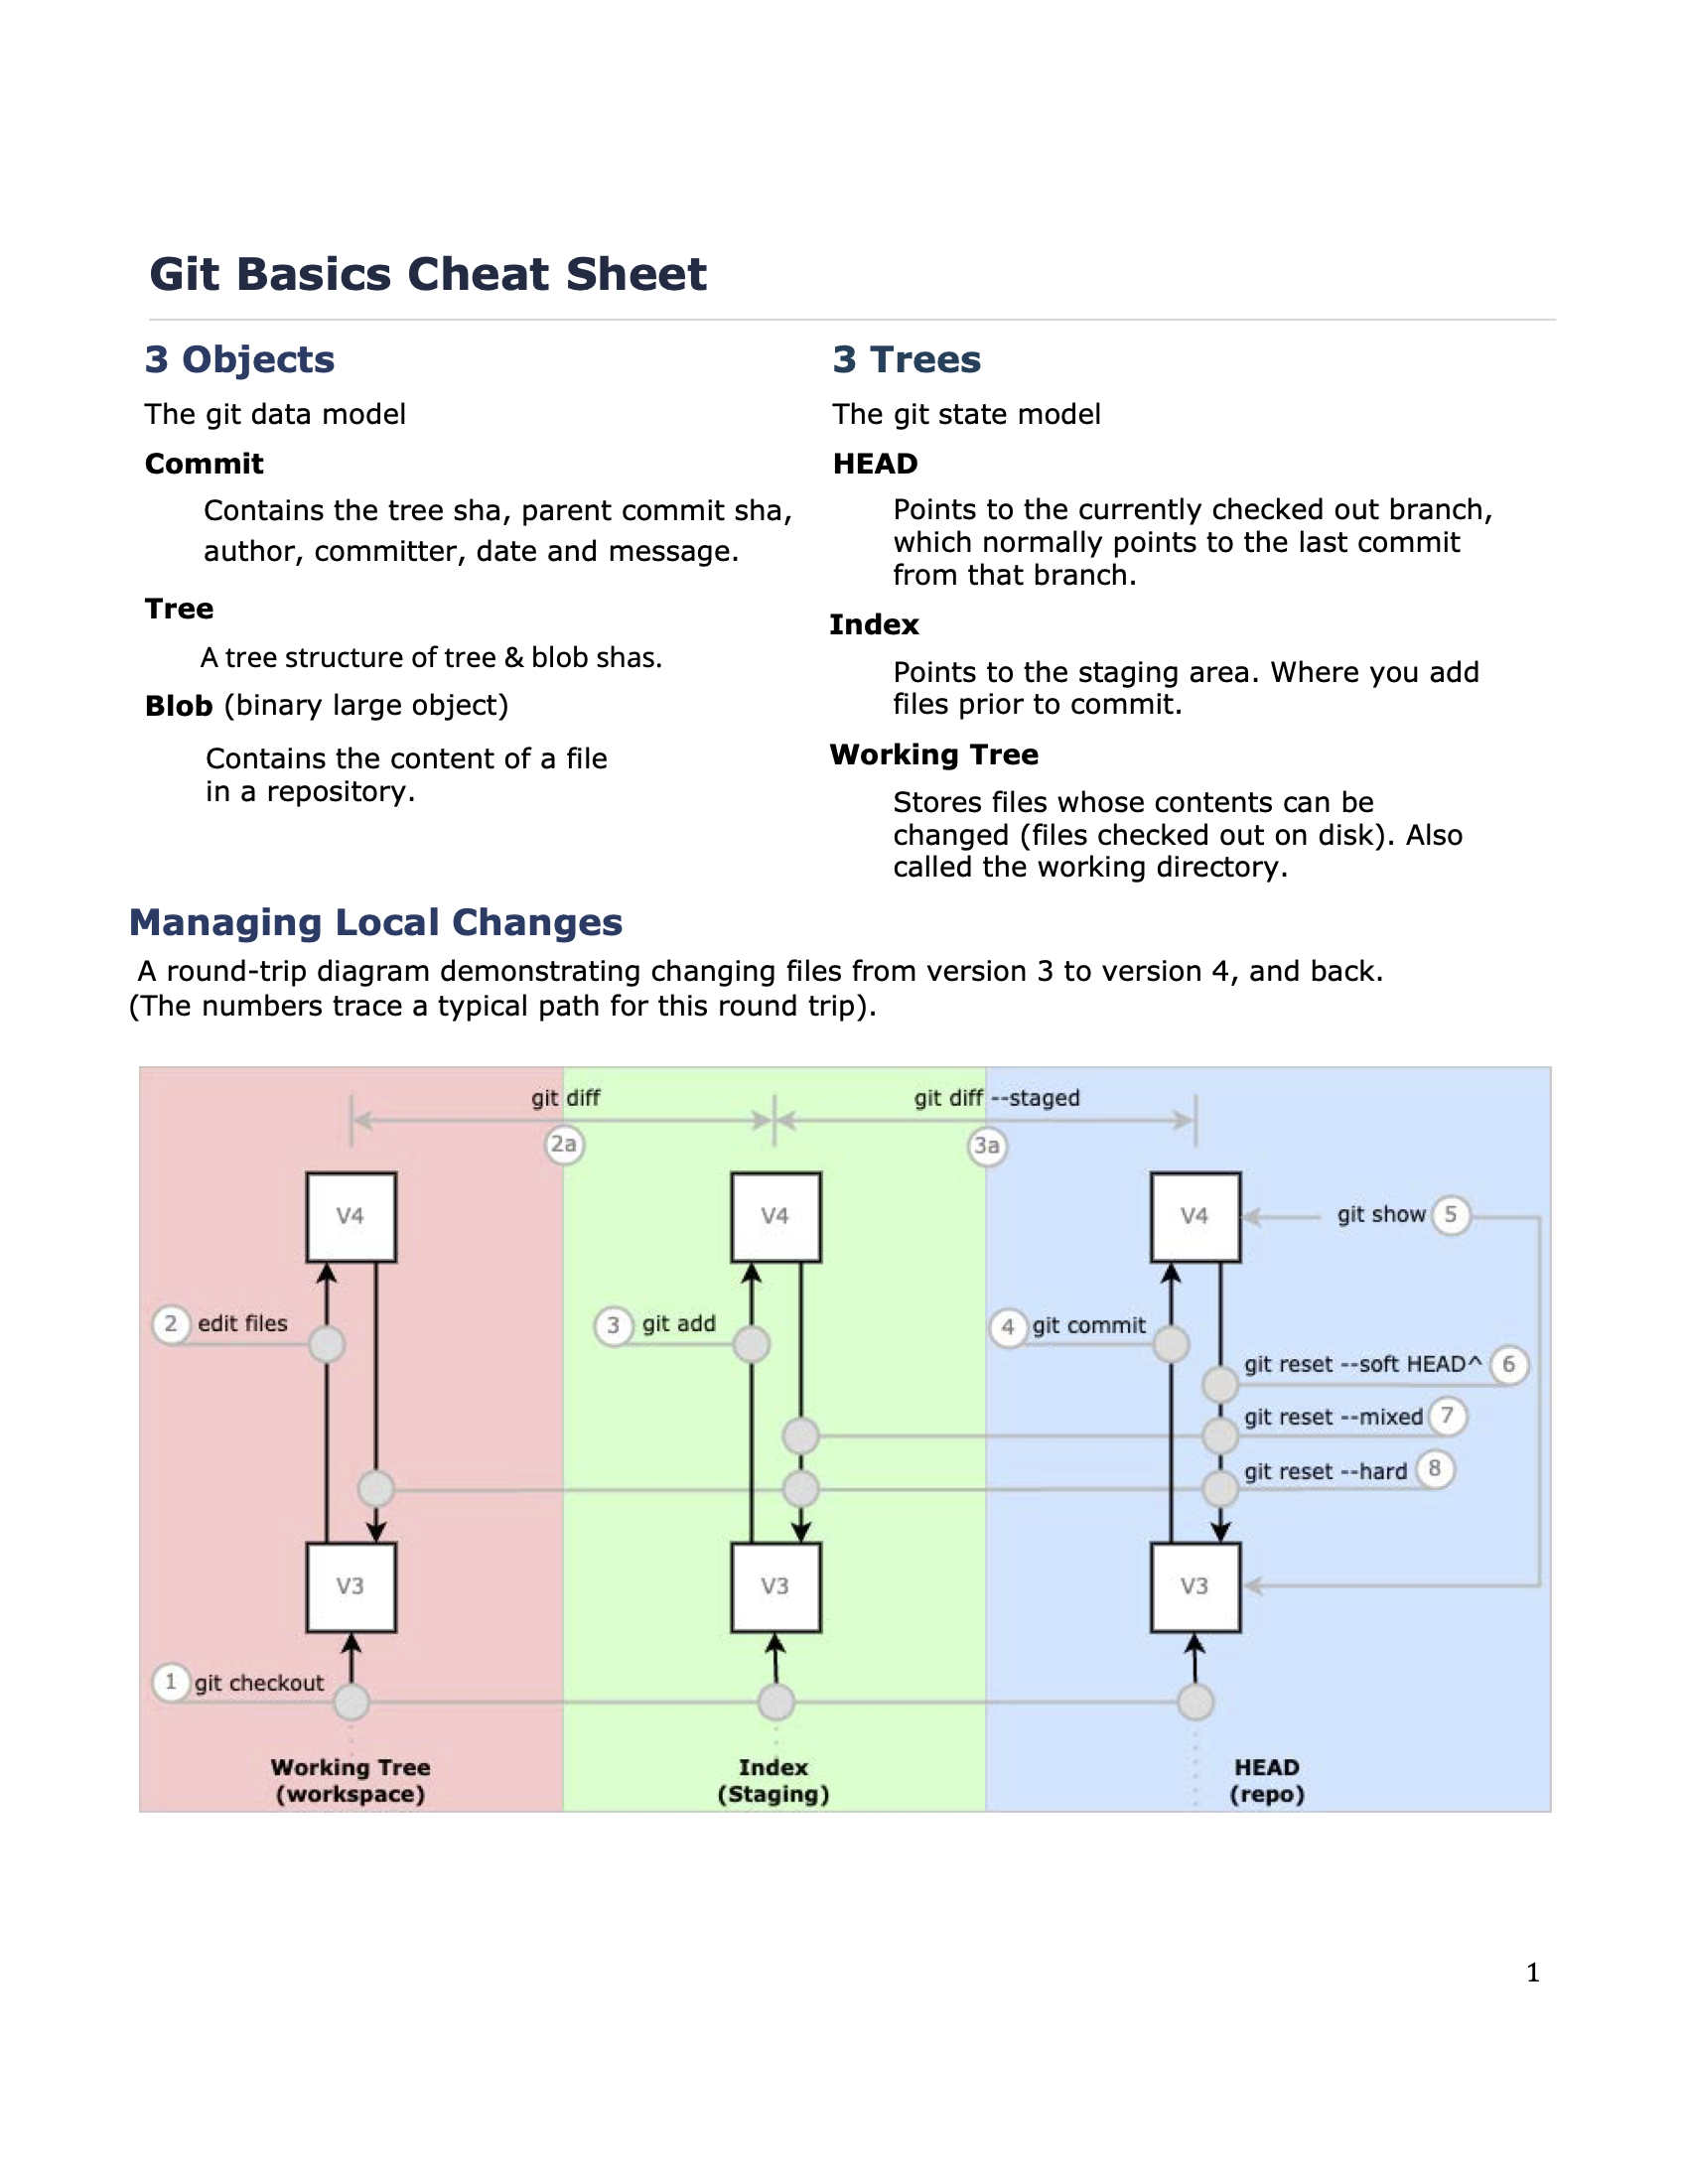 Git Basics Cheat Sheet
3 Objects
The git data model
Commit
Contains the tree sha, parent commit sha,
author, committer, date and message.
Tree
A tree structure of tree & blob shas.
Blob (binary large object)
Contains the content of a file
in a repository.
3 Trees
The git state model
HEAD
Points to the currently checked out branch,
which normally points to the last commit
from that branch.
Index
Points to the staging area. Where you add
files prior to commit.
Working Tree
Stores files whose contents can be
changed (files checked out on disk). Also
called the working directory.
Managing Local Changes
A round-trip diagram demonstrating changing files from version 3 to version 4, and back.
(The numbers trace a typical path for this round trip).
git diff
git diff --staged
2a
3a
V4
V4
V4
git show 5
2 edit files
3 git add
4 git commit
git reset --soft HEAD^ 6
git reset --mixed 7
git reset --hard 8
V3
V3
V3
1 git checkout
Working Tree
(workspace)
Index
(Staging)
HEAD
(repo)
1